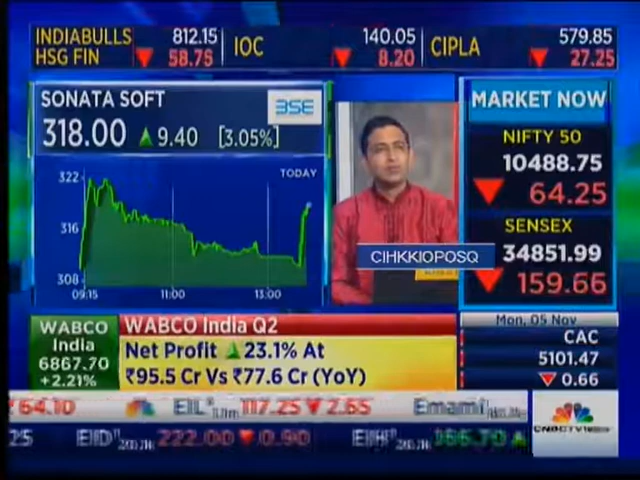 INDIABULLS HSG FIN
812.15
58.75
IOC
140.05
8.20
CIPLA
579.85
27.25
SONATA SOFT
BSE
318.00 9.40 [3.05%]
TODAY
322
316
308
09:15 11:00 13:00
CIHKKIOPOSQ
MARKET NOW
NIFTY 50
10488.75
64.25
SENSEX
34851.99
159.66
WABCO
India
6867.70
+2.21%
WABCO India Q2
Net Profit 23.1% At
₹95.5 Cr Vs ₹77.6 Cr (YoY)
Mon, 05 Nov
CAC
5101.47
0.66
₹64.10 EIL 117.25 2.65 Emami
25 EID 222.00 0.90
CNBC TV18